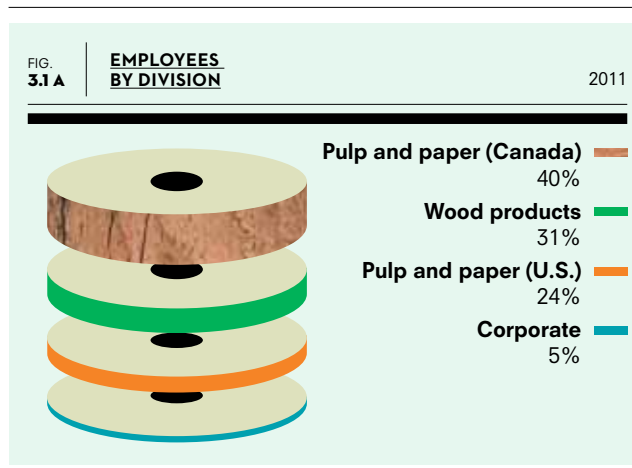 FIG.
3.1 A
EMPLOYEES
BY DIVISION
2011
Pulp and paper (Canada)
40%
Wood products
31%
Pulp and paper (U.S.)
24%
Corporate
5%